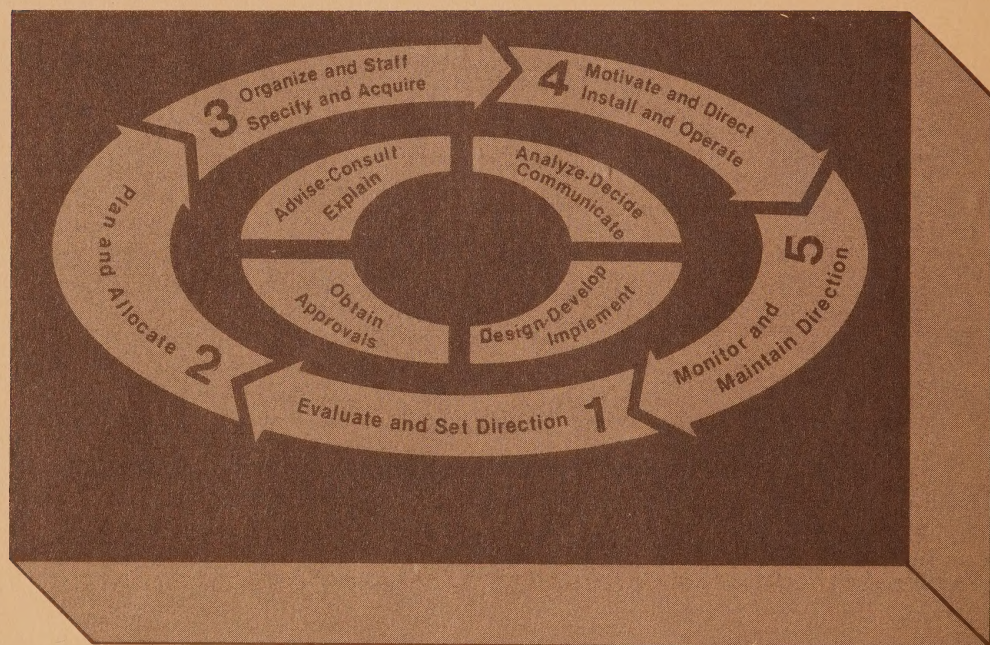 3
Organize and Staff
Specify and Acquire
4
Motivate and Direct
Install and Operate
5
Monitor and
Maintain Direction
1
Evaluate and Set Direction
2
Plan and Allocate
Advise-Consult
Explain
Analyze-Decide
Communicate
Design-Develop
Implement
Obtain
Approvals